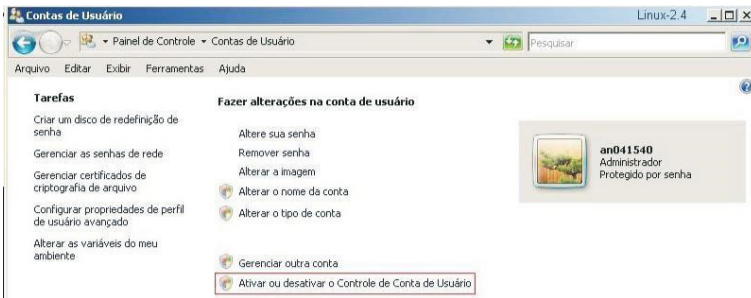 Contas de Usuário
Linux-2.4
Painel de Controle
Contas de Usuário
Pesquisar
Arquivo Editar Exibir Ferramentas Ajuda
Tarefas
Criar um disco de redefinição de
senha
Gerenciar as senhas de rede
Gerenciar certificados de
criptografia de arquivo
Configurar propriedades de perfil
de usuário avançado
Alterar as variáveis do meu
ambiente
Fazer alterações na conta de usuário
Altere sua senha
Remover senha
Alterar a imagem
Alterar o nome da conta
Alterar o tipo de conta
Gerenciar outra conta
Ativar ou desativar o Controle de Conta de Usuário
an041540
Administrador
Protegido por senha